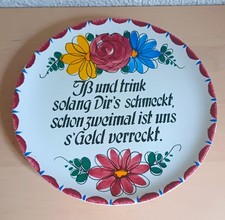 Iß und trink
solang Dir's schmeckt,
schon zweimal ist uns
s'Geld verreckt.